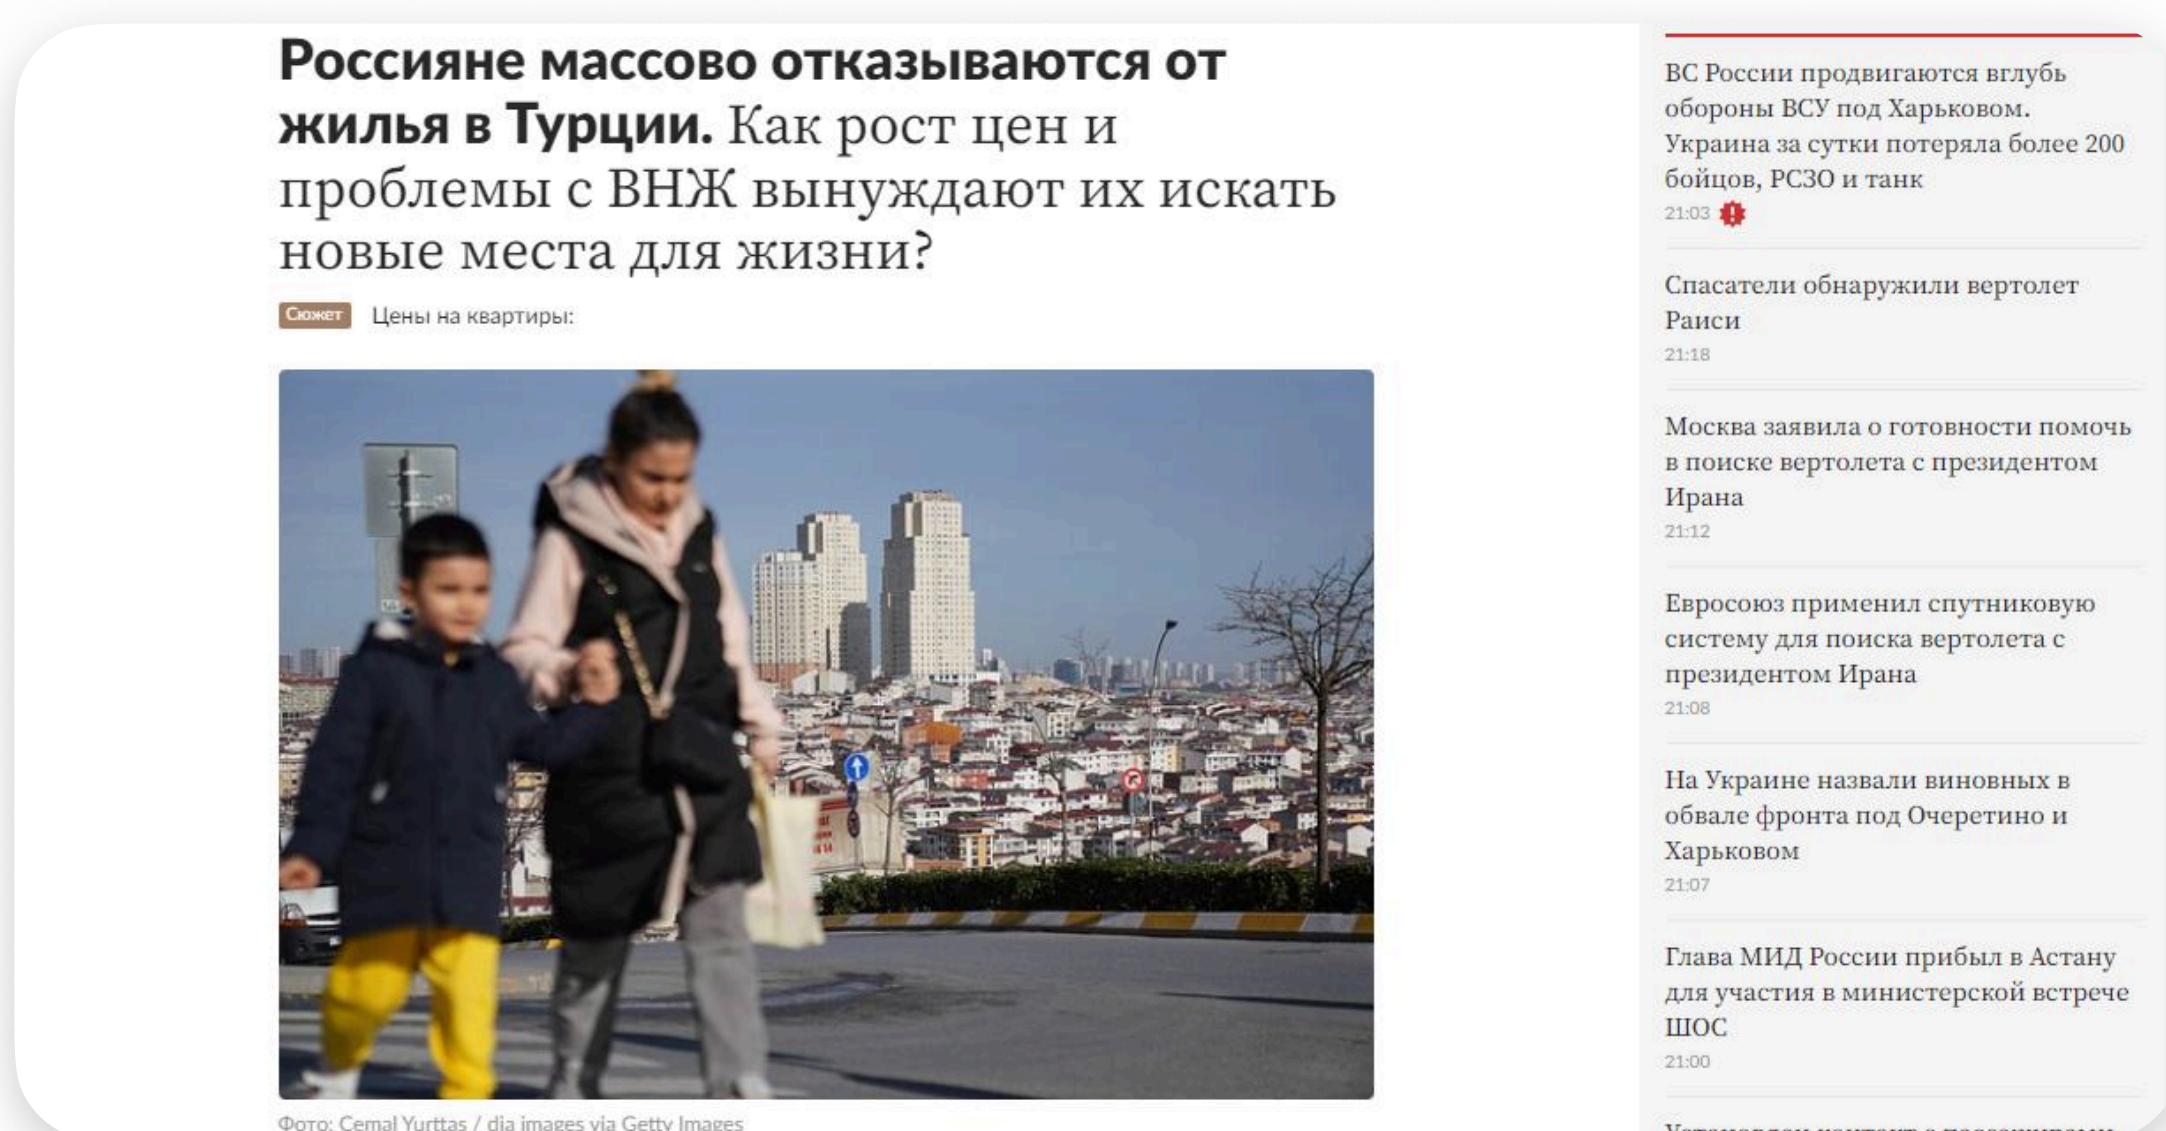 Россияне массово отказываются от
жилья в Турции. Как рост цен и
проблемы с ВНЖ вынуждают их искать
новые места для жизни?
Сюжет Цены на квартиры:
Фото: Cemal Yurttas / dia images via Getty Images
ВС России продвигаются вглубь
обороны ВСУ под Харьковом.
Украина за сутки потеряла более 200
бойцов, РСЗО и танк
21:03
Спасатели обнаружили вертолет
Раиси
21:18
Москва заявила о готовности помочь
в поиске вертолета с президентом
Ирана
21:12
Евросоюз применил спутниковую
систему для поиска вертолета с
президентом Ирана
21:08
На Украине назвали виновных в
обвале фронта под Очеретино и
Харьковом
21:07
Глава МИД России прибыл в Астану
для участия в министерской встрече
ШОС
21:00